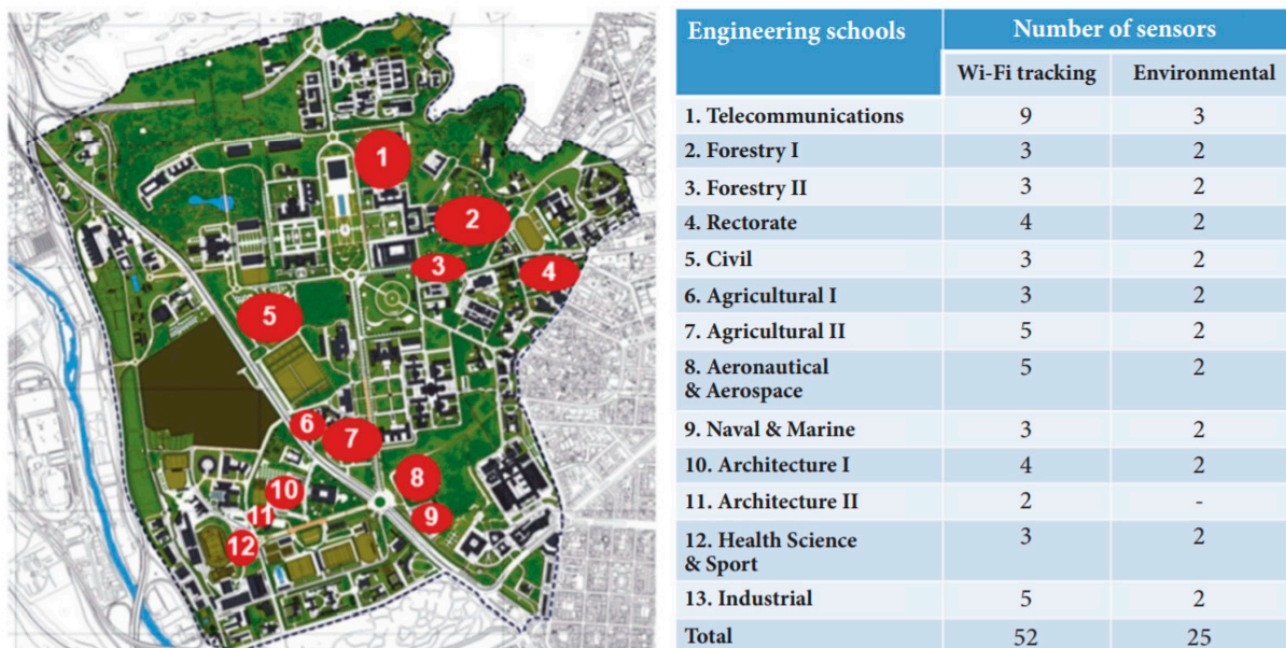 1
2
3
4
5
6
7
8
9
10
11
12
Engineering schools Number of sensors
Wi-Fi tracking Environmental
1. Telecommunications 9 3
2. Forestry I 3 2
3. Forestry II 3 2
4. Rectorate 4 2
5. Civil 3 2
6. Agricultural I 3 2
7. Agricultural II 5 2
8. Aeronautical 5 2
& Aerospace
9. Naval & Marine 3 2
10. Architecture I 4 2
11. Architecture II 2 -
12. Health Science 3 2
& Sport
13. Industrial 5 2
Total 52 25